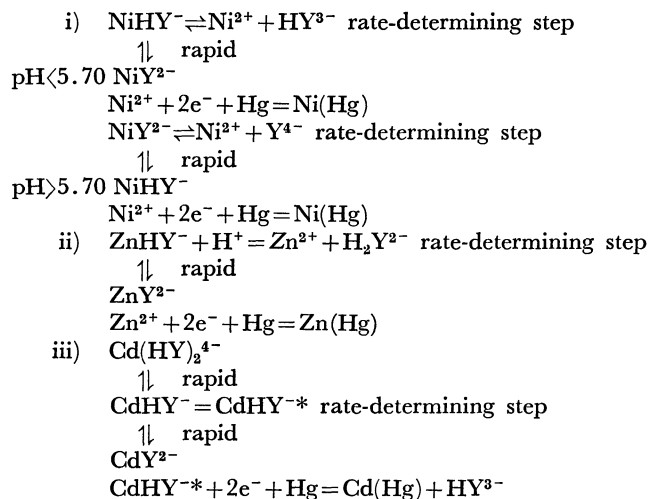 i) NiHY⁻⇌Ni²⁺+HY³⁻ rate-determining step
⥮ rapid
pH<5.70 NiY²⁻
Ni²⁺+2e⁻+Hg=Ni(Hg)
NiY²⁻⇌Ni²⁺+Y⁴⁻ rate-determining step
⥮ rapid
pH>5.70 NiHY⁻
Ni²⁺+2e⁻+Hg=Ni(Hg)
ii) ZnHY⁻+H⁺=Zn²⁺+H₂Y²⁻ rate-determining step
⥮ rapid
ZnY²⁻
Zn²⁺+2e⁻+Hg=Zn(Hg)
iii) Cd(HY)₂⁴⁻
⥮ rapid
CdHY⁻=CdHY⁻* rate-determining step
⥮ rapid
CdY²⁻
CdHY⁻*+2e⁻+Hg=Cd(Hg)+HY³⁻